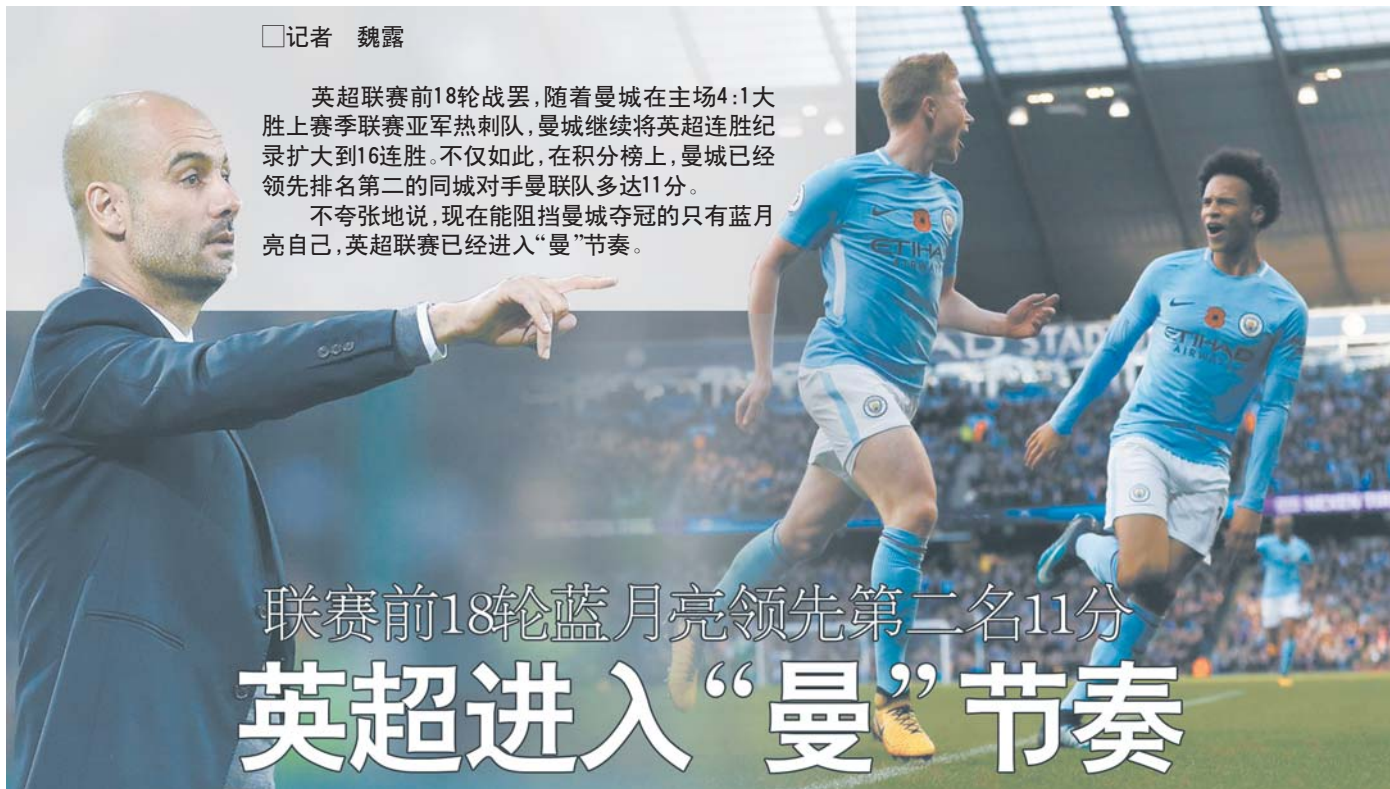 □记者 魏露
英超联赛前18轮战罢，随着曼城在主场4:1大
胜上赛季联赛亚军热刺队，曼城继续将英超连胜纪
录扩大到16连胜。不仅如此，在积分榜上，曼城已经
领先排名第二的同城对手曼联队多达11分。
不夸张地说，现在能阻挡曼城夺冠的只有蓝月
亮自己，英超联赛已经进入“曼”节奏。
ETIHAD
AIRWAYS
联赛前18轮蓝月亮领先第二名11分
英超进入“曼”节奏